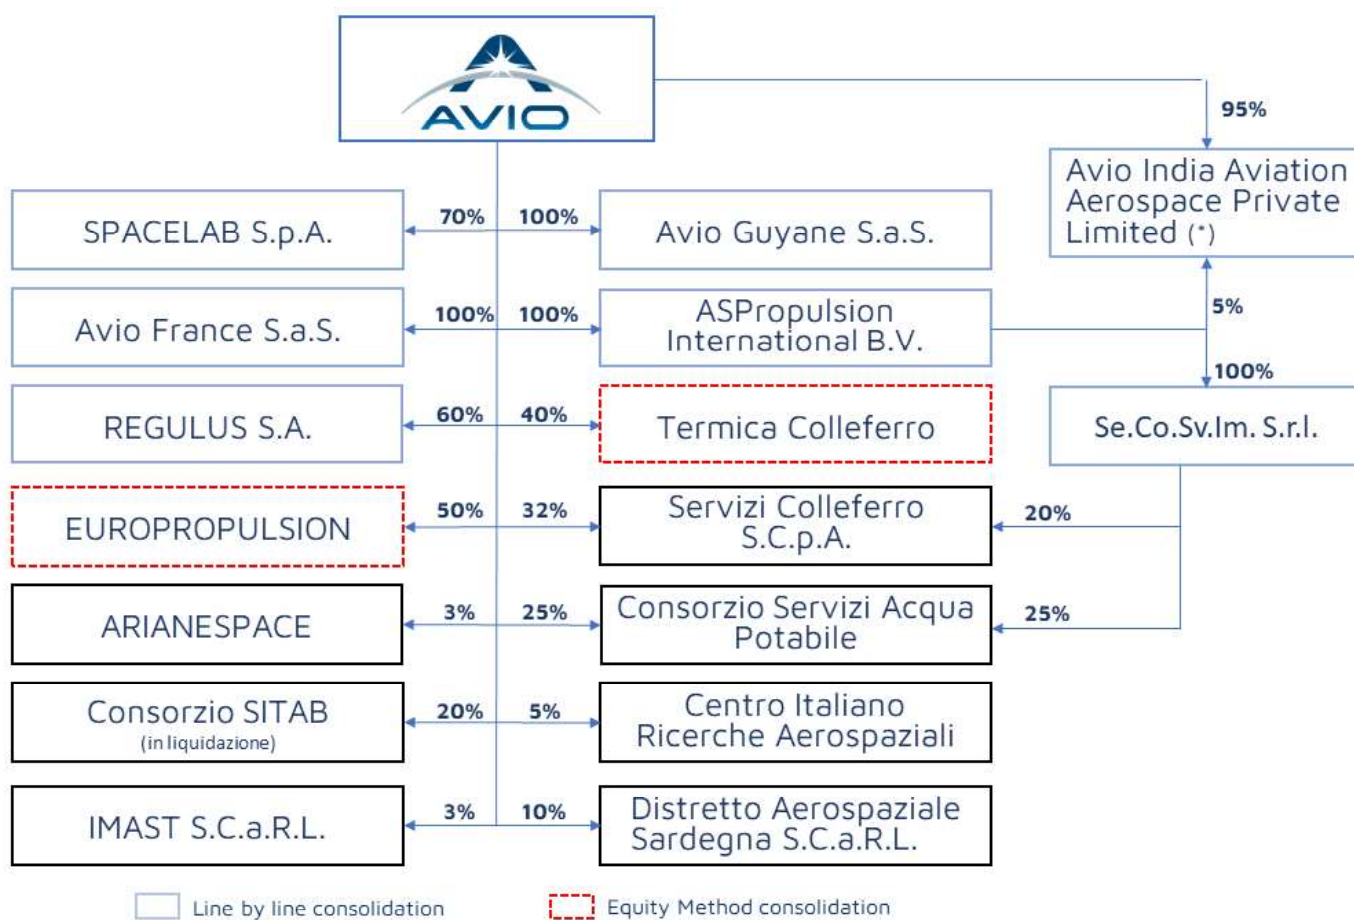 AVIO
95%
Avio India Aviation
Aerospace Private
Limited (*)
SPACELAB S.p.A.
70%
100%
Avio Guyane S.a.S.
5%
Avio France S.a.S.
100%
100%
ASPropulsion
International B.V.
100%
REGULUS S.A.
60%
40%
Termica Colleferro
Se.Co.Sv.Im. S.r.l.
EUROPROPULSION
50%
32%
Servizi Colleferro
S.C.p.A.
20%
ARIANESPACE
3%
25%
Consorzio Servizi Acqua
Potabile
25%
Consorzio SITAB
(in liquidazione)
20%
5%
Centro Italiano
Ricerche Aerospaziali
IMAST S.C.a.R.L.
3%
10%
Distretto Aerospaziale
Sardegna S.C.a.R.L.
Line by line consolidation
Equity Method consolidation